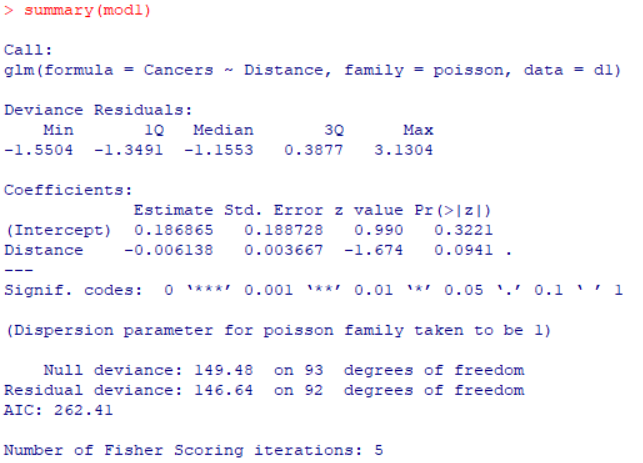 > summary(mod1)
Call:
glm(formula = Cancers ~ Distance, family = poisson, data = d1)
Deviance Residuals:
Min 1Q Median 3Q Max
-1.5504 -1.3491 -1.1553 0.3877 3.1304
Coefficients:
Estimate Std. Error z value Pr(>|z|)
(Intercept) 0.186865 0.188728 0.990 0.3221
Distance -0.006138 0.003667 -1.674 0.0941 .
---
Signif. codes: 0 ‘***’ 0.001 ‘**’ 0.01 ‘*’ 0.05 ‘.’ 0.1 ‘ ’ 1
(Dispersion parameter for poisson family taken to be 1)
Null deviance: 149.48 on 93 degrees of freedom
Residual deviance: 146.64 on 92 degrees of freedom
AIC: 262.41
Number of Fisher Scoring iterations: 5